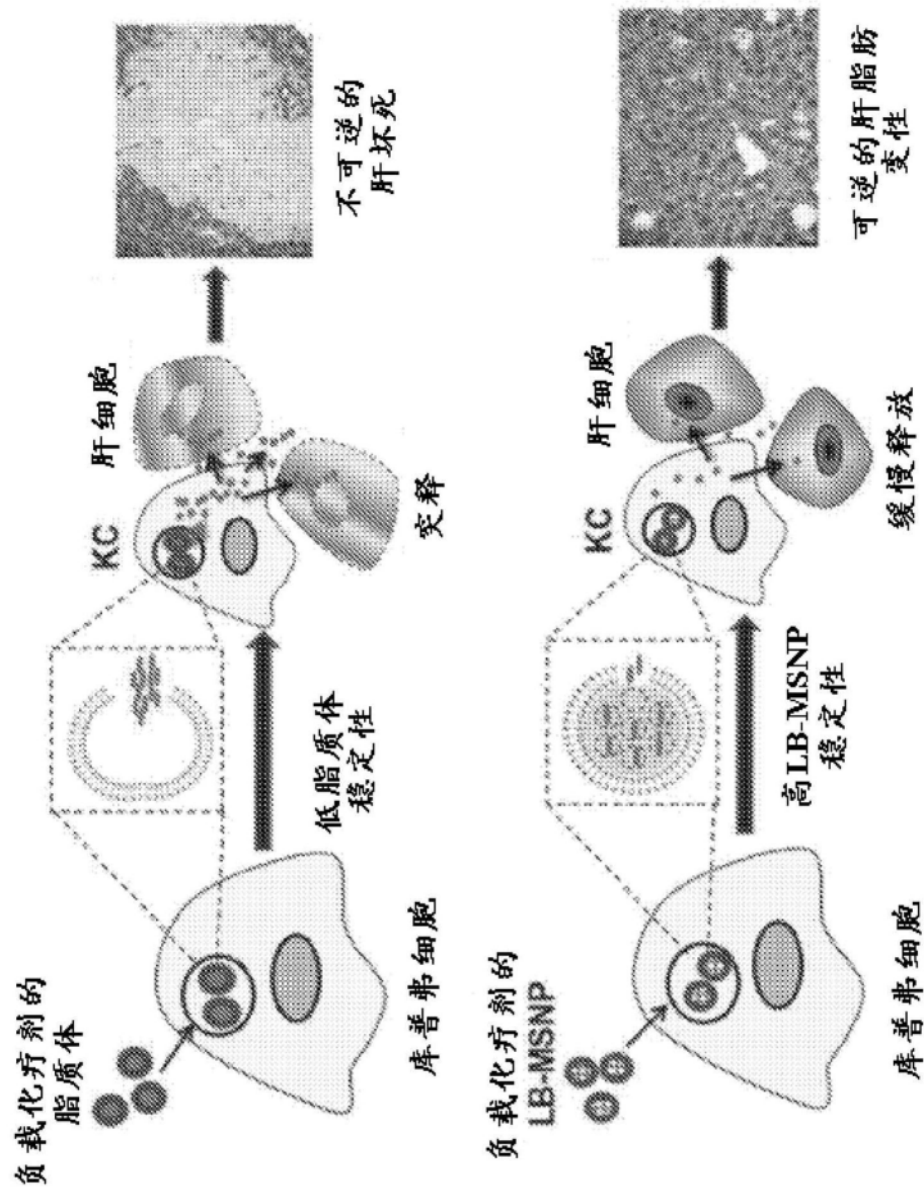 负载化疗剂的
脂质体
库普弗细胞
低脂质体
稳定性
KC
肝细胞
突释
不可逆的
肝坏死
负载化疗剂的
LB-MSNP
库普弗细胞
高LB-MSNP
稳定性
KC
肝细胞
缓慢释放
可逆的肝脂肪
变性